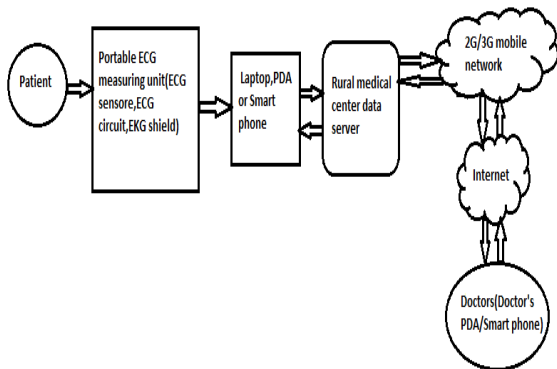 Patient
Portable ECG
measuring unit(ECG
sensore,ECG
circuit,EKG shield)
Laptop,PDA
or Smart
phone
Rural medical
center data
server
2G/3G mobile
network
Internet
Doctors(Doctor's
PDA/Smart phone)